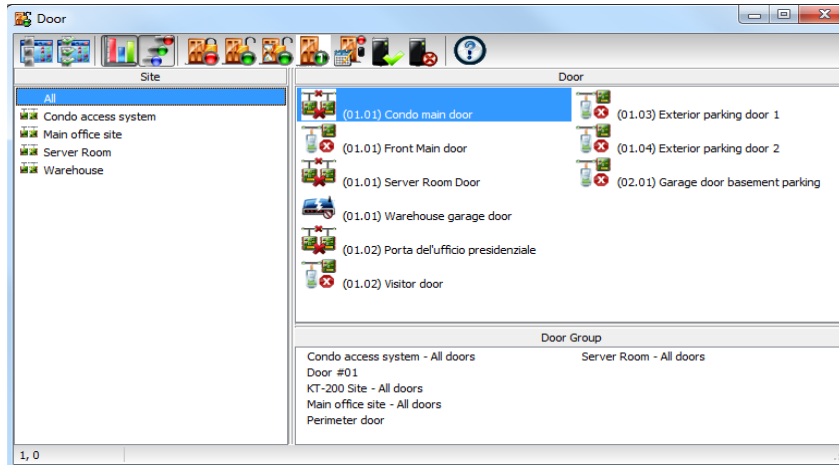 Door
Site
Door
All
Condo access system
Main office site
Server Room
Warehouse
(01.01) Condo main door
(01.01) Front Main door
(01.01) Server Room Door
(01.01) Warehouse garage door
(01.02) Porta del'ufficio presidenziale
(01.02) Visitor door
(01.03) Exterior parking door 1
(01.04) Exterior parking door 2
(02.01) Garage door basement parking
Door Group
Condo access system - All doors
Door #01
KT-200 Site - All doors
Main office site - All doors
Perimeter door
Server Room - All doors
1, 0